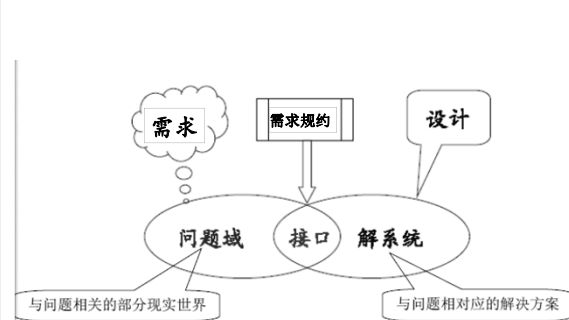 需求
需求规约
设计
问题域
接口
解系统
与问题相关的部分现实世界
与问题相对应的解决方案